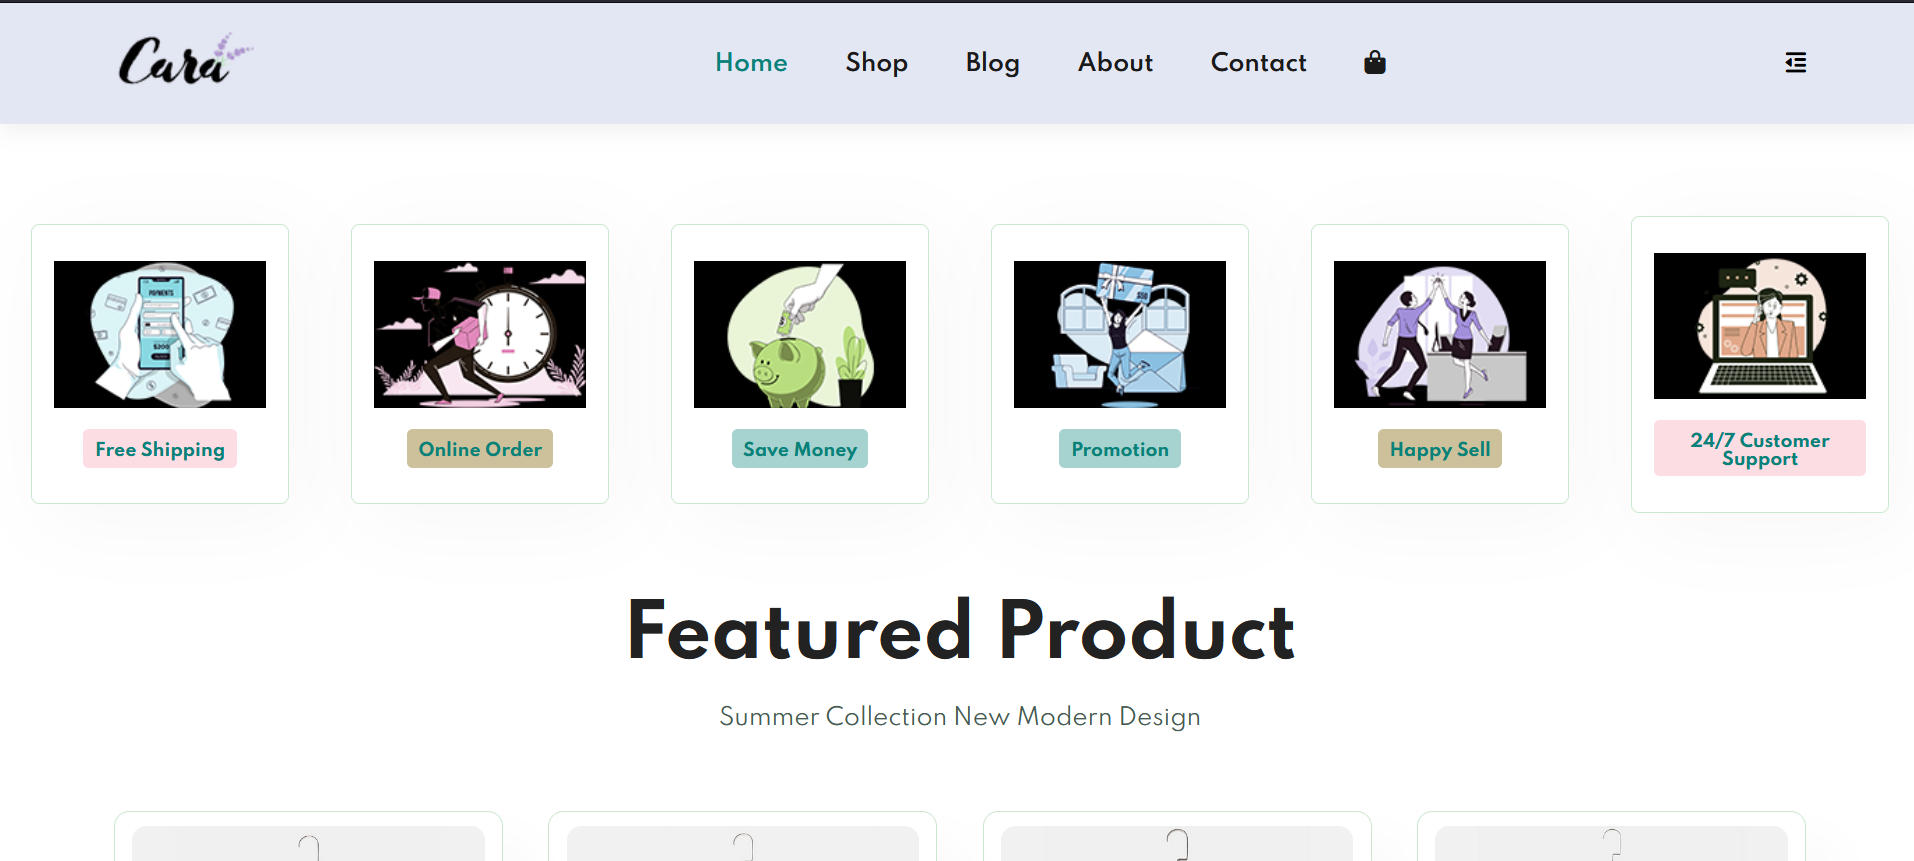 Cara
Home Shop Blog About Contact
PAYMENTS
$200
$50
Free Shipping
Online Order
Save Money
Promotion
Happy Sell
24/7 Customer
Support
Featured Product
Summer Collection New Modern Design